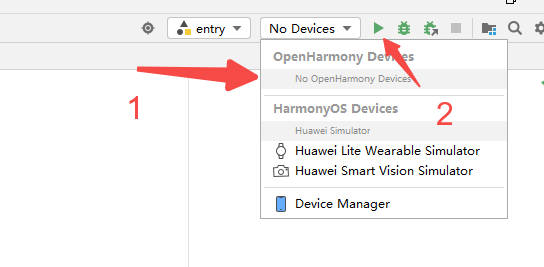 entry
No Devices
OpenHarmony Devices
No OpenHarmony Devices
1
2
HarmonyOS Devices
Huawei Simulator
Huawei Lite Wearable Simulator
Huawei Smart Vision Simulator
Device Manager